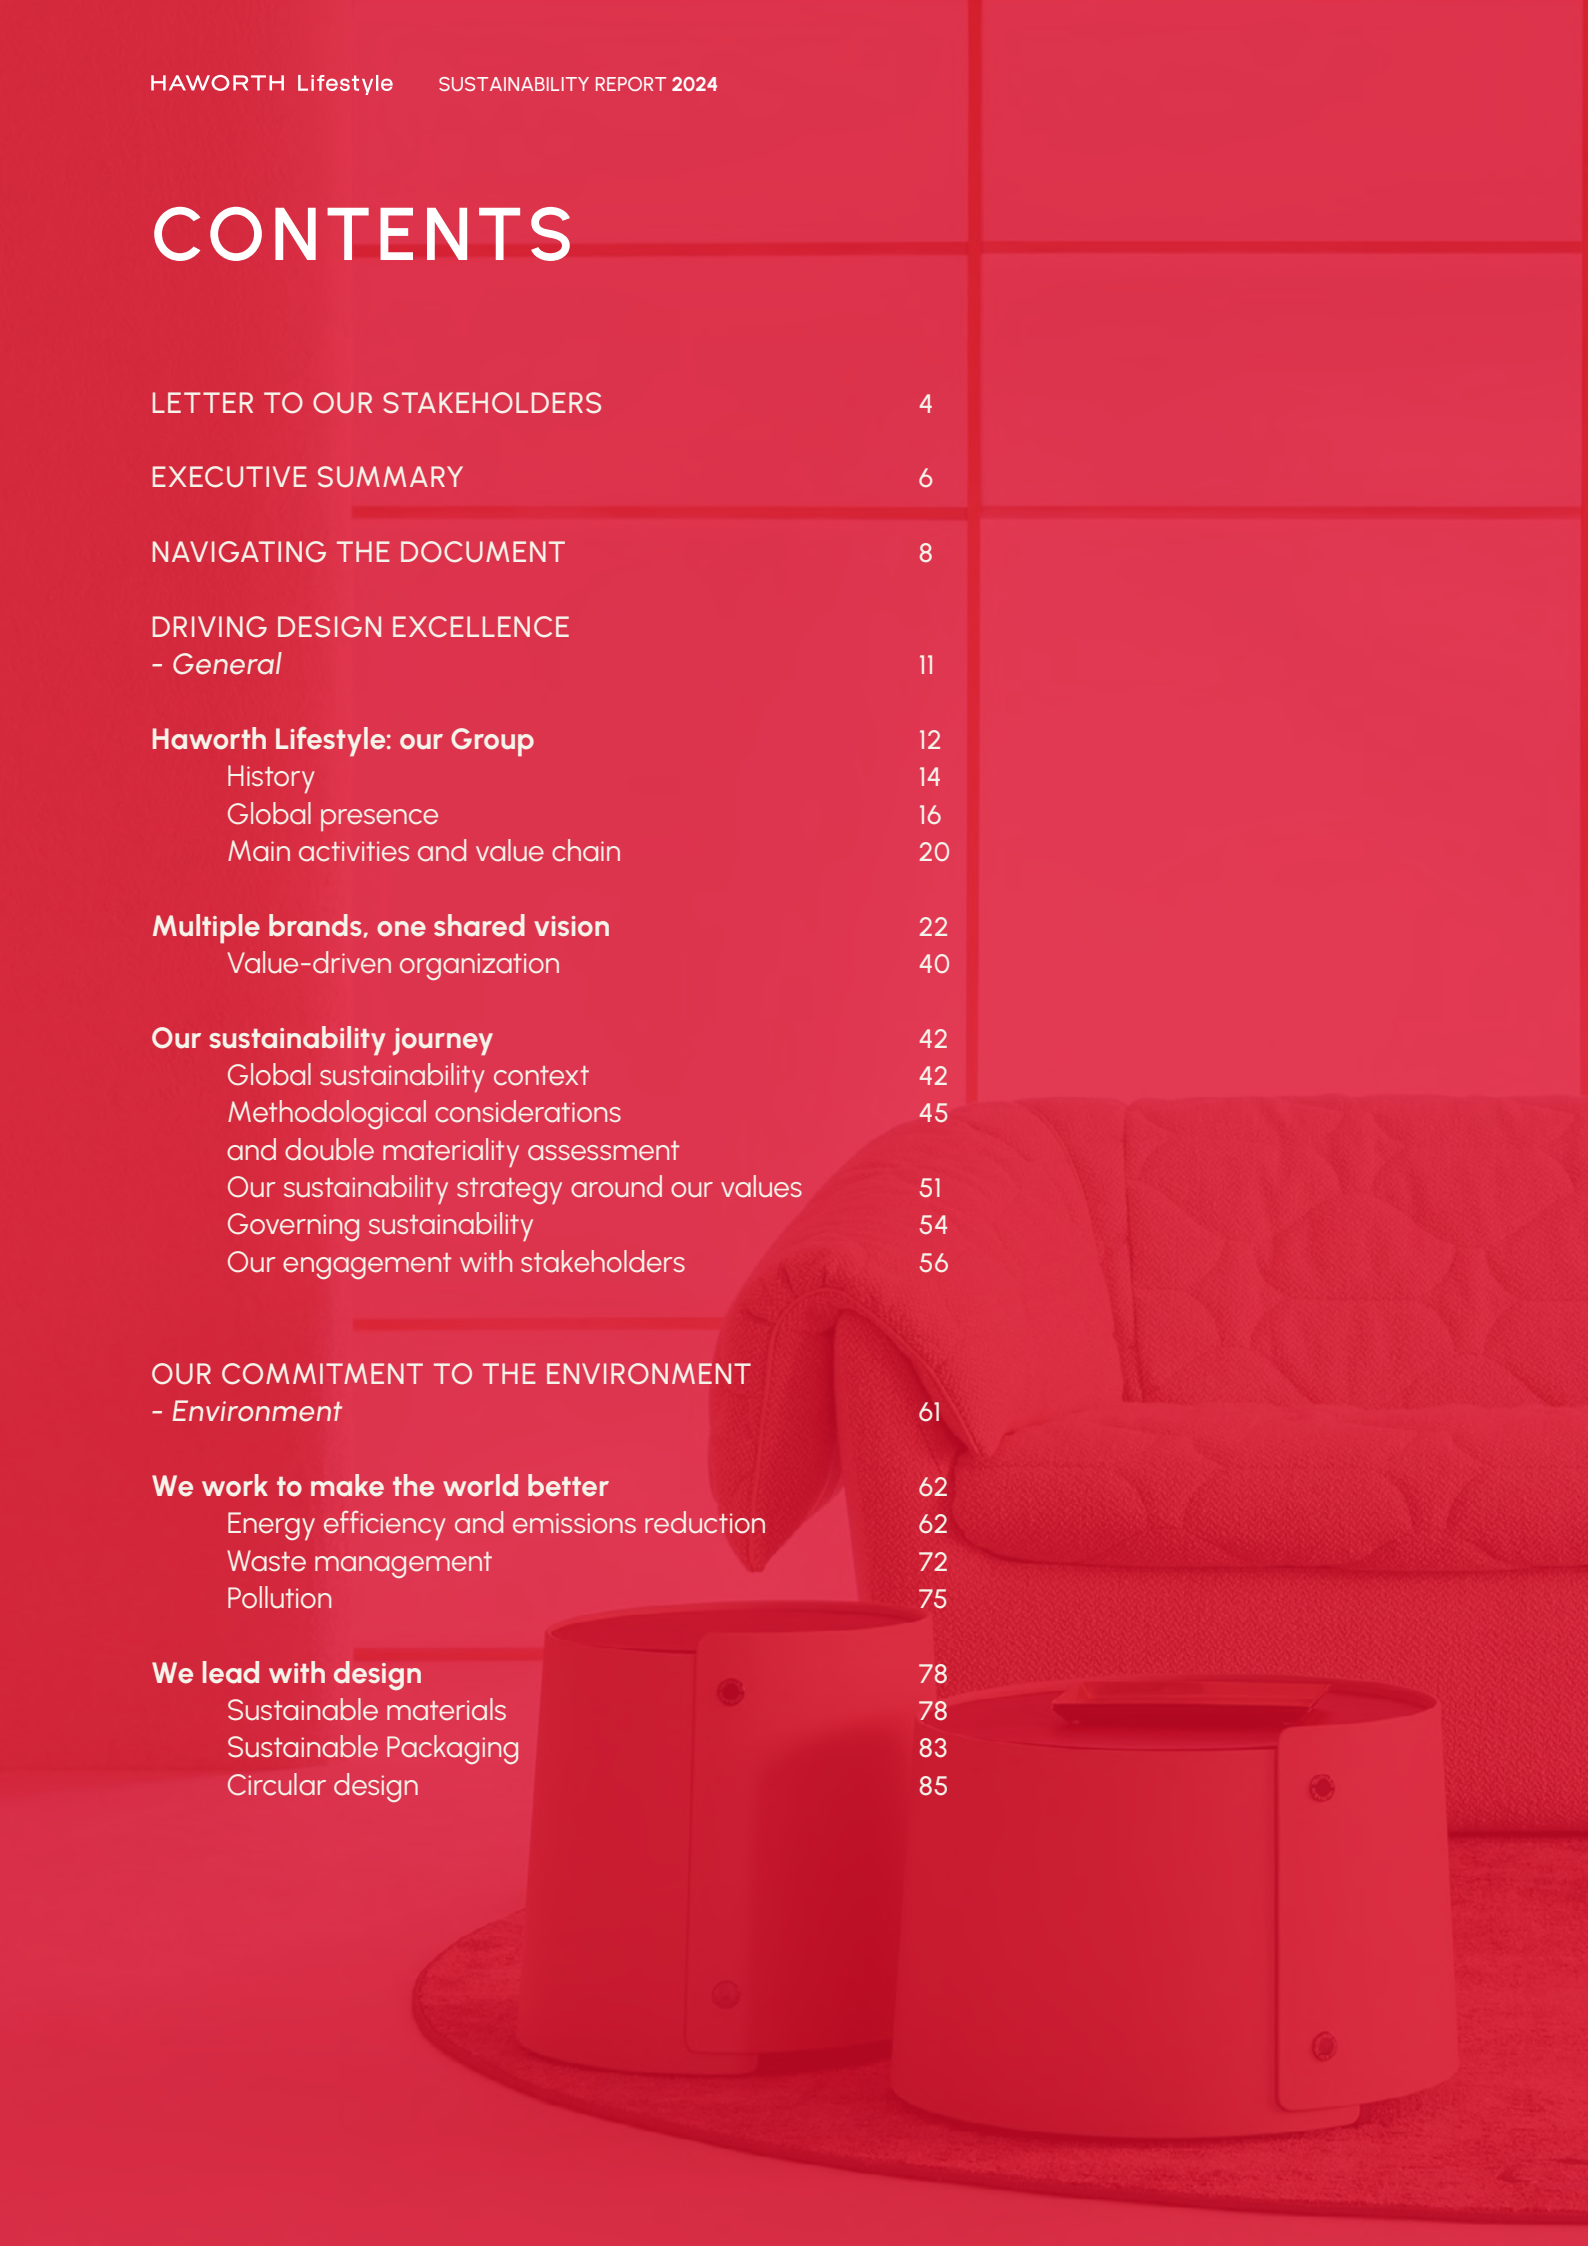 HAWORTH Lifestyle SUSTAINABILITY REPORT 2024
CONTENTS
LETTER TO OUR STAKEHOLDERS 4
EXECUTIVE SUMMARY 6
NAVIGATING THE DOCUMENT 8
DRIVING DESIGN EXCELLENCE
- General 11
Haworth Lifestyle: our Group 12
History 14
Global presence 16
Main activities and value chain 20
Multiple brands, one shared vision 22
Value-driven organization 40
Our sustainability journey 42
Global sustainability context 42
Methodological considerations 45
and double materiality assessment
Our sustainability strategy around our values 51
Governing sustainability 54
Our engagement with stakeholders 56
OUR COMMITMENT TO THE ENVIRONMENT
- Environment 61
We work to make the world better 62
Energy efficiency and emissions reduction 62
Waste management 72
Pollution 75
We lead with design 78
Sustainable materials 78
Sustainable Packaging 83
Circular design 85